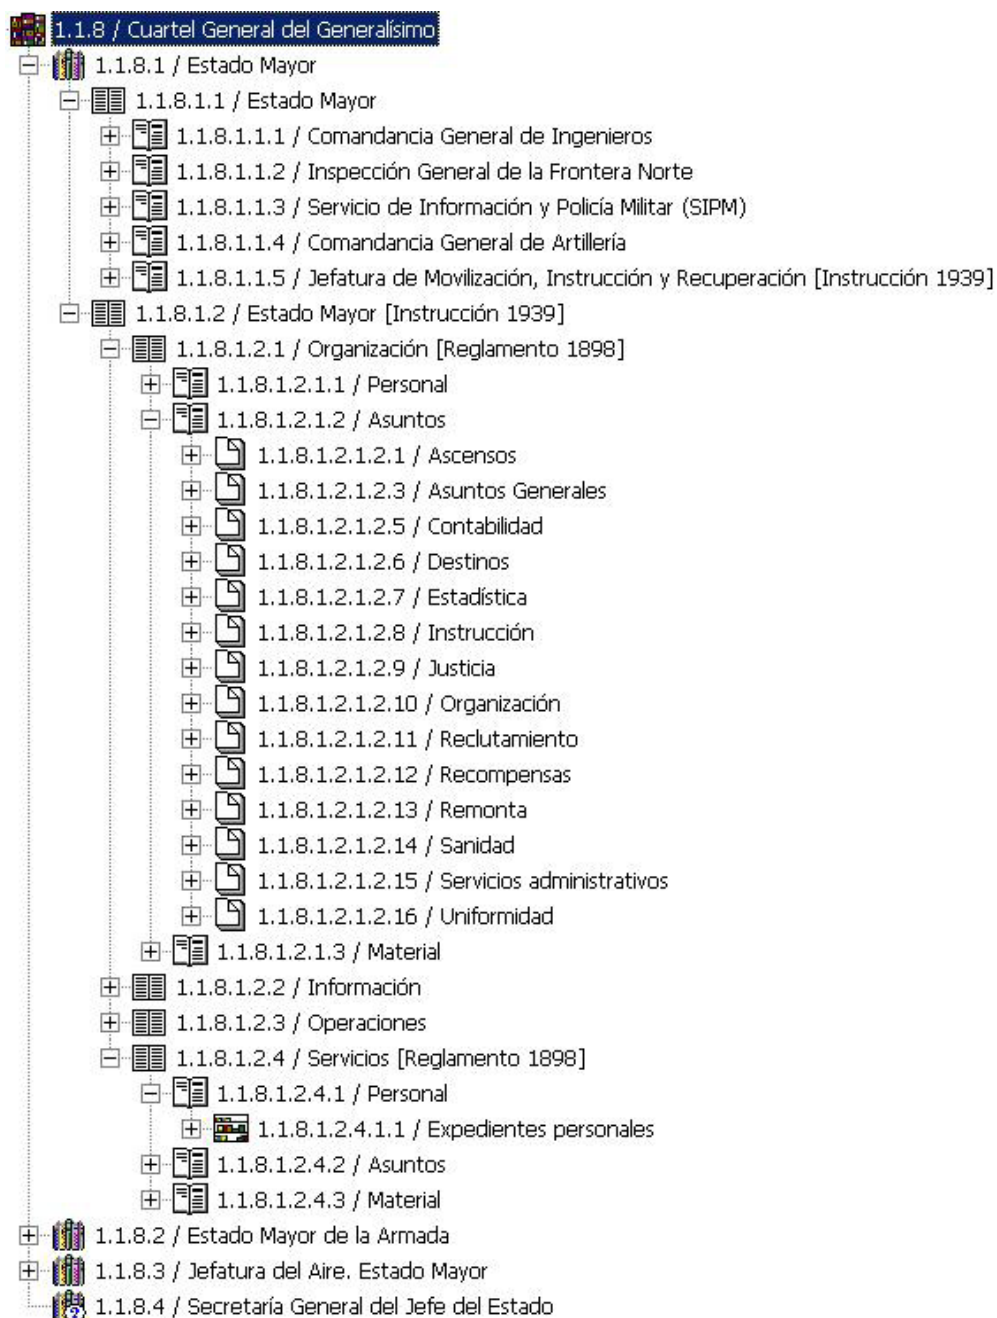 1.1.8 / Cuartel General del Generalísimo
1.1.8.1 / Estado Mayor
1.1.8.1.1 / Estado Mayor
1.1.8.1.1.1 / Comandancia General de Ingenieros
1.1.8.1.1.2 / Inspección General de la Frontera Norte
1.1.8.1.1.3 / Servicio de Información y Policía Militar (SIPM)
1.1.8.1.1.4 / Comandancia General de Artillería
1.1.8.1.1.5 / Jefatura de Movilización, Instrucción y Recuperación [Instrucción 1939]
1.1.8.1.2 / Estado Mayor [Instrucción 1939]
1.1.8.1.2.1 / Organización [Reglamento 1898]
1.1.8.1.2.1.1 / Personal
1.1.8.1.2.1.2 / Asuntos
1.1.8.1.2.1.2.1 / Ascensos
1.1.8.1.2.1.2.3 / Asuntos Generales
1.1.8.1.2.1.2.5 / Contabilidad
1.1.8.1.2.1.2.6 / Destinos
1.1.8.1.2.1.2.7 / Estadística
1.1.8.1.2.1.2.8 / Instrucción
1.1.8.1.2.1.2.9 / Justicia
1.1.8.1.2.1.2.10 / Organización
1.1.8.1.2.1.2.11 / Reclutamiento
1.1.8.1.2.1.2.12 / Recompensas
1.1.8.1.2.1.2.13 / Remonta
1.1.8.1.2.1.2.14 / Sanidad
1.1.8.1.2.1.2.15 / Servicios administrativos
1.1.8.1.2.1.2.16 / Uniformidad
1.1.8.1.2.1.3 / Material
1.1.8.1.2.2 / Información
1.1.8.1.2.3 / Operaciones
1.1.8.1.2.4 / Servicios [Reglamento 1898]
1.1.8.1.2.4.1 / Personal
1.1.8.1.2.4.1.1 / Expedientes personales
1.1.8.1.2.4.2 / Asuntos
1.1.8.1.2.4.3 / Material
1.1.8.2 / Estado Mayor de la Armada
1.1.8.3 / Jefatura del Aire. Estado Mayor
1.1.8.4 / Secretaría General del Jefe del Estado